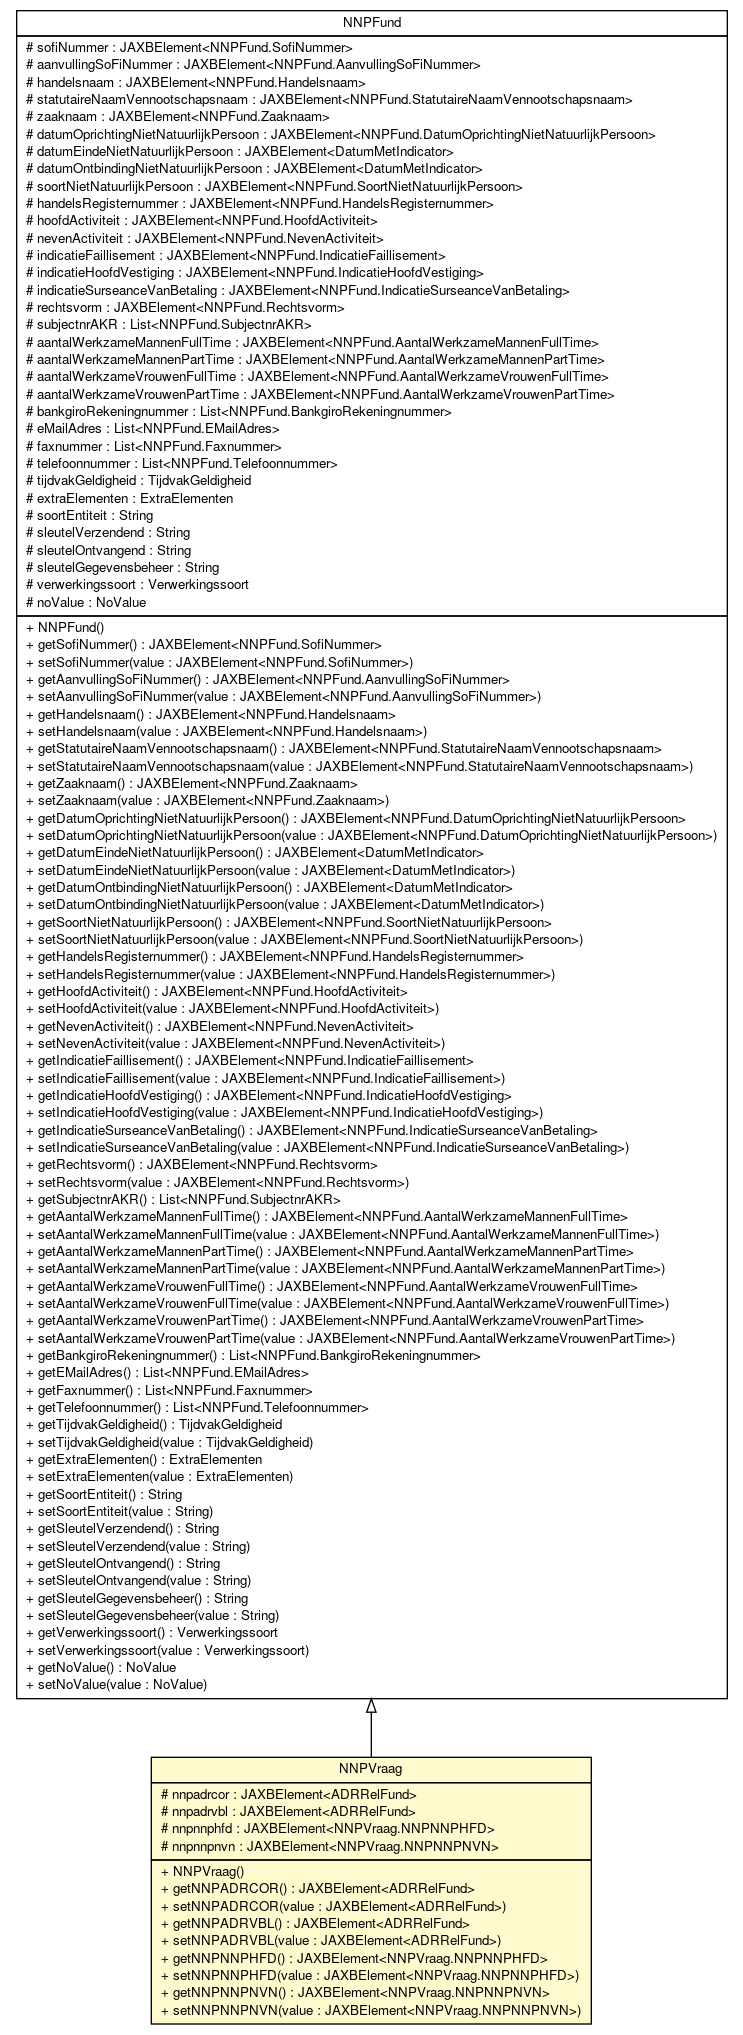 NNPFund
# sofiNummer : JAXBElement<NNPFund.SofiNummer>
# aanvullingSoFiNummer : JAXBElement<NNPFund.AanvullingSoFiNummer>
# handelsnaam : JAXBElement<NNPFund.Handelsnaam>
# statutaireNaamVennootschapsnaam : JAXBElement<NNPFund.StatutaireNaamVennootschapsnaam>
# zaaknaam : JAXBElement<NNPFund.Zaaknaam>
# datumOprichtingNietNatuurlijkPersoon : JAXBElement<NNPFund.DatumOprichtingNietNatuurlijkPersoon>
# datumEindeNietNatuurlijkPersoon : JAXBElement<DatumMetIndicator>
# datumOntbindingNietNatuurlijkPersoon : JAXBElement<DatumMetIndicator>
# soortNietNatuurlijkPersoon : JAXBElement<NNPFund.SoortNietNatuurlijkPersoon>
# handelsRegisternummer : JAXBElement<NNPFund.HandelsRegisternummer>
# hoofdActiviteit : JAXBElement<NNPFund.HoofdActiviteit>
# nevenActiviteit : JAXBElement<NNPFund.NevenActiviteit>
# indicatieFaillisement : JAXBElement<NNPFund.IndicatieFaillisement>
# indicatieHoofdVestiging : JAXBElement<NNPFund.IndicatieHoofdVestiging>
# indicatieSurseanceVanBetaling : JAXBElement<NNPFund.IndicatieSurseanceVanBetaling>
# rechtsvorm : JAXBElement<NNPFund.Rechtsvorm>
# subjectnrAKR : List<NNPFund.SubjectnrAKR>
# aantalWerkzameMannenFullTime : JAXBElement<NNPFund.AantalWerkzameMannenFullTime>
# aantalWerkzameMannenPartTime : JAXBElement<NNPFund.AantalWerkzameMannenPartTime>
# aantalWerkzameVrouwenFullTime : JAXBElement<NNPFund.AantalWerkzameVrouwenFullTime>
# aantalWerkzameVrouwenPartTime : JAXBElement<NNPFund.AantalWerkzameVrouwenPartTime>
# bankgiroRekeningnummer : List<NNPFund.BankgiroRekeningnummer>
# eMailAdres : List<NNPFund.EMailAdres>
# faxnummer : List<NNPFund.Faxnummer>
# telefoonnummer : List<NNPFund.Telefoonnummer>
# tijdvakGeldigheid : TijdvakGeldigheid
# extraElementen : ExtraElementen
# soortEntiteit : String
# sleutelVerzendend : String
# sleutelOntvangend : String
# sleutelGegevensbeheer : String
# verwerkingssoort : Verwerkingssoort
# noValue : NoValue
+ NNPFund()
+ getSofiNummer() : JAXBElement<NNPFund.SofiNummer>
+ setSofiNummer(value : JAXBElement<NNPFund.SofiNummer>)
+ getAanvullingSoFiNummer() : JAXBElement<NNPFund.AanvullingSoFiNummer>
+ setAanvullingSoFiNummer(value : JAXBElement<NNPFund.AanvullingSoFiNummer>)
+ getHandelsnaam() : JAXBElement<NNPFund.Handelsnaam>
+ setHandelsnaam(value : JAXBElement<NNPFund.Handelsnaam>)
+ getStatutaireNaamVennootschapsnaam() : JAXBElement<NNPFund.StatutaireNaamVennootschapsnaam>
+ setStatutaireNaamVennootschapsnaam(value : JAXBElement<NNPFund.StatutaireNaamVennootschapsnaam>)
+ getZaaknaam() : JAXBElement<NNPFund.Zaaknaam>
+ setZaaknaam(value : JAXBElement<NNPFund.Zaaknaam>)
+ getDatumOprichtingNietNatuurlijkPersoon() : JAXBElement<NNPFund.DatumOprichtingNietNatuurlijkPersoon>
+ setDatumOprichtingNietNatuurlijkPersoon(value : JAXBElement<NNPFund.DatumOprichtingNietNatuurlijkPersoon>)
+ getDatumEindeNietNatuurlijkPersoon() : JAXBElement<DatumMetIndicator>
+ setDatumEindeNietNatuurlijkPersoon(value : JAXBElement<DatumMetIndicator>)
+ getDatumOntbindingNietNatuurlijkPersoon() : JAXBElement<DatumMetIndicator>
+ setDatumOntbindingNietNatuurlijkPersoon(value : JAXBElement<DatumMetIndicator>)
+ getSoortNietNatuurlijkPersoon() : JAXBElement<NNPFund.SoortNietNatuurlijkPersoon>
+ setSoortNietNatuurlijkPersoon(value : JAXBElement<NNPFund.SoortNietNatuurlijkPersoon>)
+ getHandelsRegisternummer() : JAXBElement<NNPFund.HandelsRegisternummer>
+ setHandelsRegisternummer(value : JAXBElement<NNPFund.HandelsRegisternummer>)
+ getHoofdActiviteit() : JAXBElement<NNPFund.HoofdActiviteit>
+ setHoofdActiviteit(value : JAXBElement<NNPFund.HoofdActiviteit>)
+ getNevenActiviteit() : JAXBElement<NNPFund.NevenActiviteit>
+ setNevenActiviteit(value : JAXBElement<NNPFund.NevenActiviteit>)
+ getIndicatieFaillisement() : JAXBElement<NNPFund.IndicatieFaillisement>
+ setIndicatieFaillisement(value : JAXBElement<NNPFund.IndicatieFaillisement>)
+ getIndicatieHoofdVestiging() : JAXBElement<NNPFund.IndicatieHoofdVestiging>
+ setIndicatieHoofdVestiging(value : JAXBElement<NNPFund.IndicatieHoofdVestiging>)
+ getIndicatieSurseanceVanBetaling() : JAXBElement<NNPFund.IndicatieSurseanceVanBetaling>
+ setIndicatieSurseanceVanBetaling(value : JAXBElement<NNPFund.IndicatieSurseanceVanBetaling>)
+ getRechtsvorm() : JAXBElement<NNPFund.Rechtsvorm>
+ setRechtsvorm(value : JAXBElement<NNPFund.Rechtsvorm>)
+ getSubjectnrAKR() : List<NNPFund.SubjectnrAKR>
+ getAantalWerkzameMannenFullTime() : JAXBElement<NNPFund.AantalWerkzameMannenFullTime>
+ setAantalWerkzameMannenFullTime(value : JAXBElement<NNPFund.AantalWerkzameMannenFullTime>)
+ getAantalWerkzameMannenPartTime() : JAXBElement<NNPFund.AantalWerkzameMannenPartTime>
+ setAantalWerkzameMannenPartTime(value : JAXBElement<NNPFund.AantalWerkzameMannenPartTime>)
+ getAantalWerkzameVrouwenFullTime() : JAXBElement<NNPFund.AantalWerkzameVrouwenFullTime>
+ setAantalWerkzameVrouwenFullTime(value : JAXBElement<NNPFund.AantalWerkzameVrouwenFullTime>)
+ getAantalWerkzameVrouwenPartTime() : JAXBElement<NNPFund.AantalWerkzameVrouwenPartTime>
+ setAantalWerkzameVrouwenPartTime(value : JAXBElement<NNPFund.AantalWerkzameVrouwenPartTime>)
+ getBankgiroRekeningnummer() : List<NNPFund.BankgiroRekeningnummer>
+ getEMailAdres() : List<NNPFund.EMailAdres>
+ getFaxnummer() : List<NNPFund.Faxnummer>
+ getTelefoonnummer() : List<NNPFund.Telefoonnummer>
+ getTijdvakGeldigheid() : TijdvakGeldigheid
+ setTijdvakGeldigheid(value : TijdvakGeldigheid)
+ getExtraElementen() : ExtraElementen
+ setExtraElementen(value : ExtraElementen)
+ getSoortEntiteit() : String
+ setSoortEntiteit(value : String)
+ getSleutelVerzendend() : String
+ setSleutelVerzendend(value : String)
+ getSleutelOntvangend() : String
+ setSleutelOntvangend(value : String)
+ getSleutelGegevensbeheer() : String
+ setSleutelGegevensbeheer(value : String)
+ getVerwerkingssoort() : Verwerkingssoort
+ setVerwerkingssoort(value : Verwerkingssoort)
+ getNoValue() : NoValue
+ setNoValue(value : NoValue)
NNPVraag
# nnpadrcor : JAXBElement<ADRRelFund>
# nnpadrvbl : JAXBElement<ADRRelFund>
# nnpnnphfd : JAXBElement<NNPVraag.NNPNNPHFD>
# nnpnnpnvn : JAXBElement<NNPVraag.NNPNNPNVN>
+ NNPVraag()
+ getNNPADRCOR() : JAXBElement<ADRRelFund>
+ setNNPADRCOR(value : JAXBElement<ADRRelFund>)
+ getNNPADRVBL() : JAXBElement<ADRRelFund>
+ setNNPADRVBL(value : JAXBElement<ADRRelFund>)
+ getNNPNNPHFD() : JAXBElement<NNPVraag.NNPNNPHFD>
+ setNNPNNPHFD(value : JAXBElement<NNPVraag.NNPNNPHFD>)
+ getNNPNNPNVN() : JAXBElement<NNPVraag.NNPNNPNVN>
+ setNNPNNPNVN(value : JAXBElement<NNPVraag.NNPNNPNVN>)